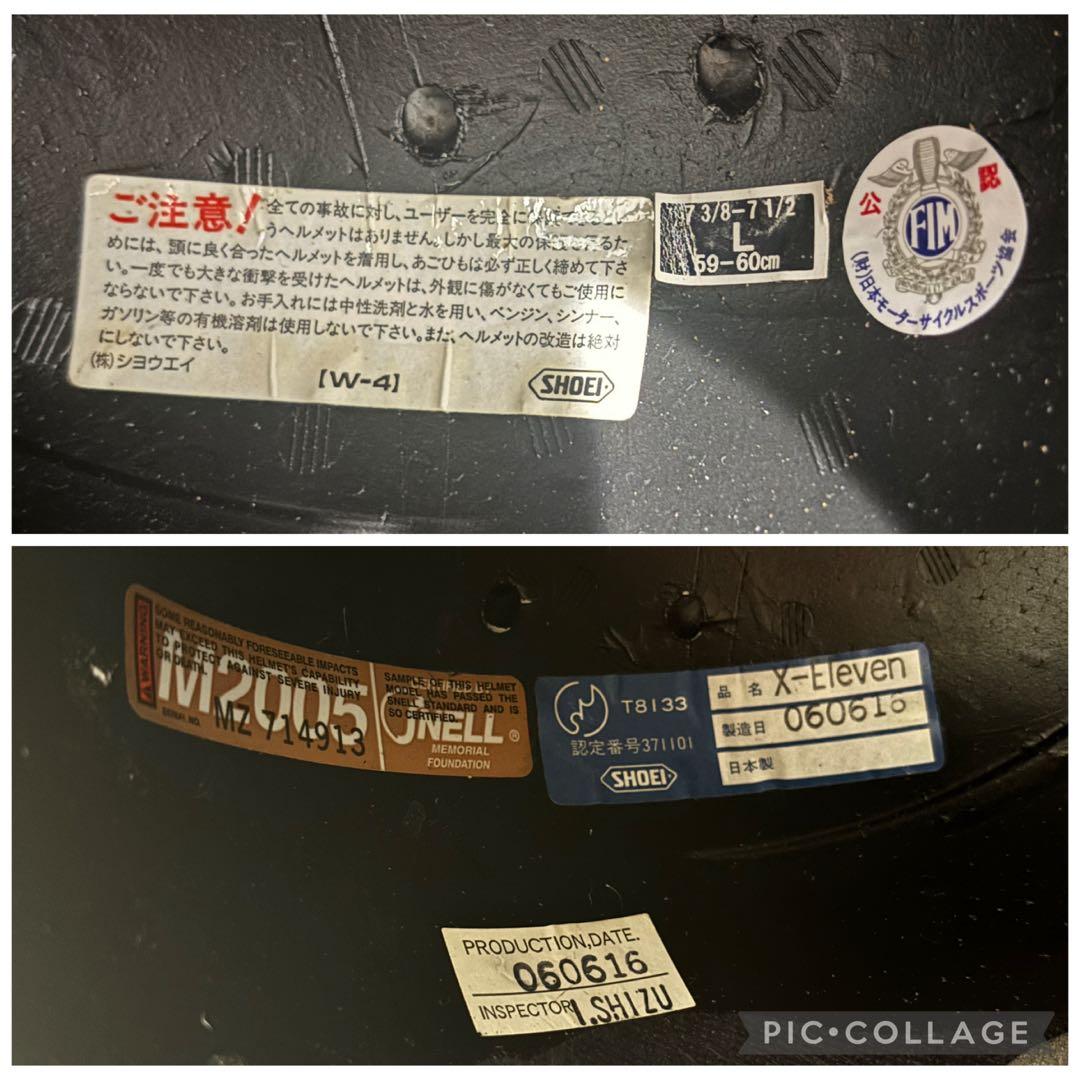 ご注意! 全ての事故に対し、ユーザーを完全に
うヘルメットはありません。しかし最大の保 るた
めには、頭に良く合ったヘルメットを着用し、あごひもは必ず正しく締めて下さ
い。一度でも大きな衝撃を受けたヘルメットは、外観に傷がなくてもご使用に
ならないで下さい。お手入れには中性洗剤と水を用い、ベンジン、シンナー、
ガソリン等の有機溶剤は使用しないで下さい。また、ヘルメットの改造は絶対
にしないで下さい。
(株)ショウエイ
【W-4】
SHOEI
7 3/8-7 1/2
L
59-60cm
公認
FIM
(財)日本モーターサイクルスポーツ協会
WARNING
SOME REASONABLY FORESEEABLE IMPACTS
MAY EXCEED THIS HELMET'S CAPABILITY
TO PROTECT AGAINST SEVERE INJURY
OR DEATH.
M2005
SERIAL NO. MZ 714913
SAMPLE OF THIS HELMET
MODEL HAS PASSED THE
SNELL STANDARD AND IS
SO CERTIFIED.
SNELL®
MEMORIAL
FOUNDATION
T8133
認定番号371101
SHOEI
品名 X-Eleven
製造日 060616
日本製
PRODUCTION,DATE.
060616
INSPECTOR I.SHIZU
PIC•COLLAGE